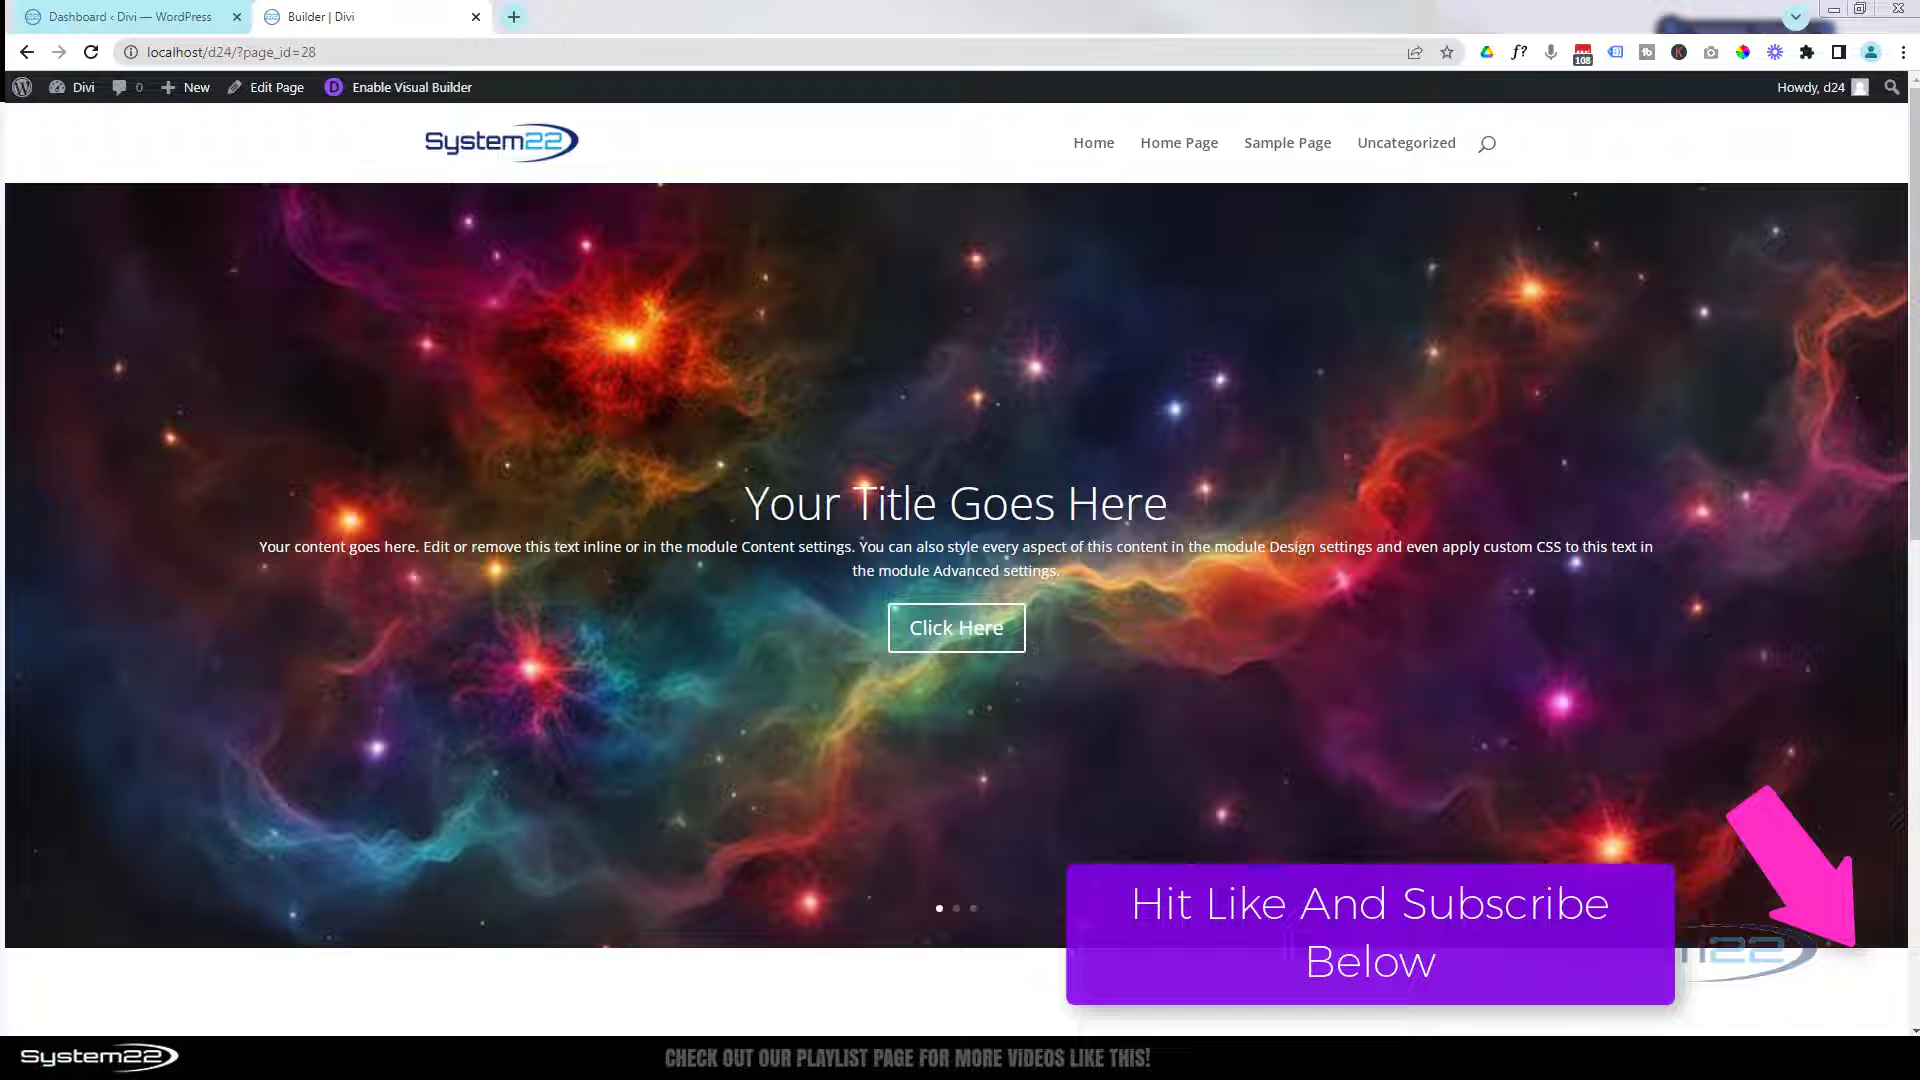 Dashboard ‹ Divi — WordPress
Builder | Divi
localhost/d24/?page_id=28
108
Divi
0
New
Edit Page
Enable Visual Builder
Howdy, d24
System22
Home
Home Page
Sample Page
Uncategorized
Your Title Goes Here
Your content goes here. Edit or remove this text inline or in the module Content settings. You can also style every aspect of this content in the module Design settings and even apply custom CSS to this text in
the module Advanced settings.
Click Here
Hit Like And Subscribe
Below
22
System22
CHECK OUT OUR PLAYLIST PAGE FOR MORE VIDEOS LIKE THIS!